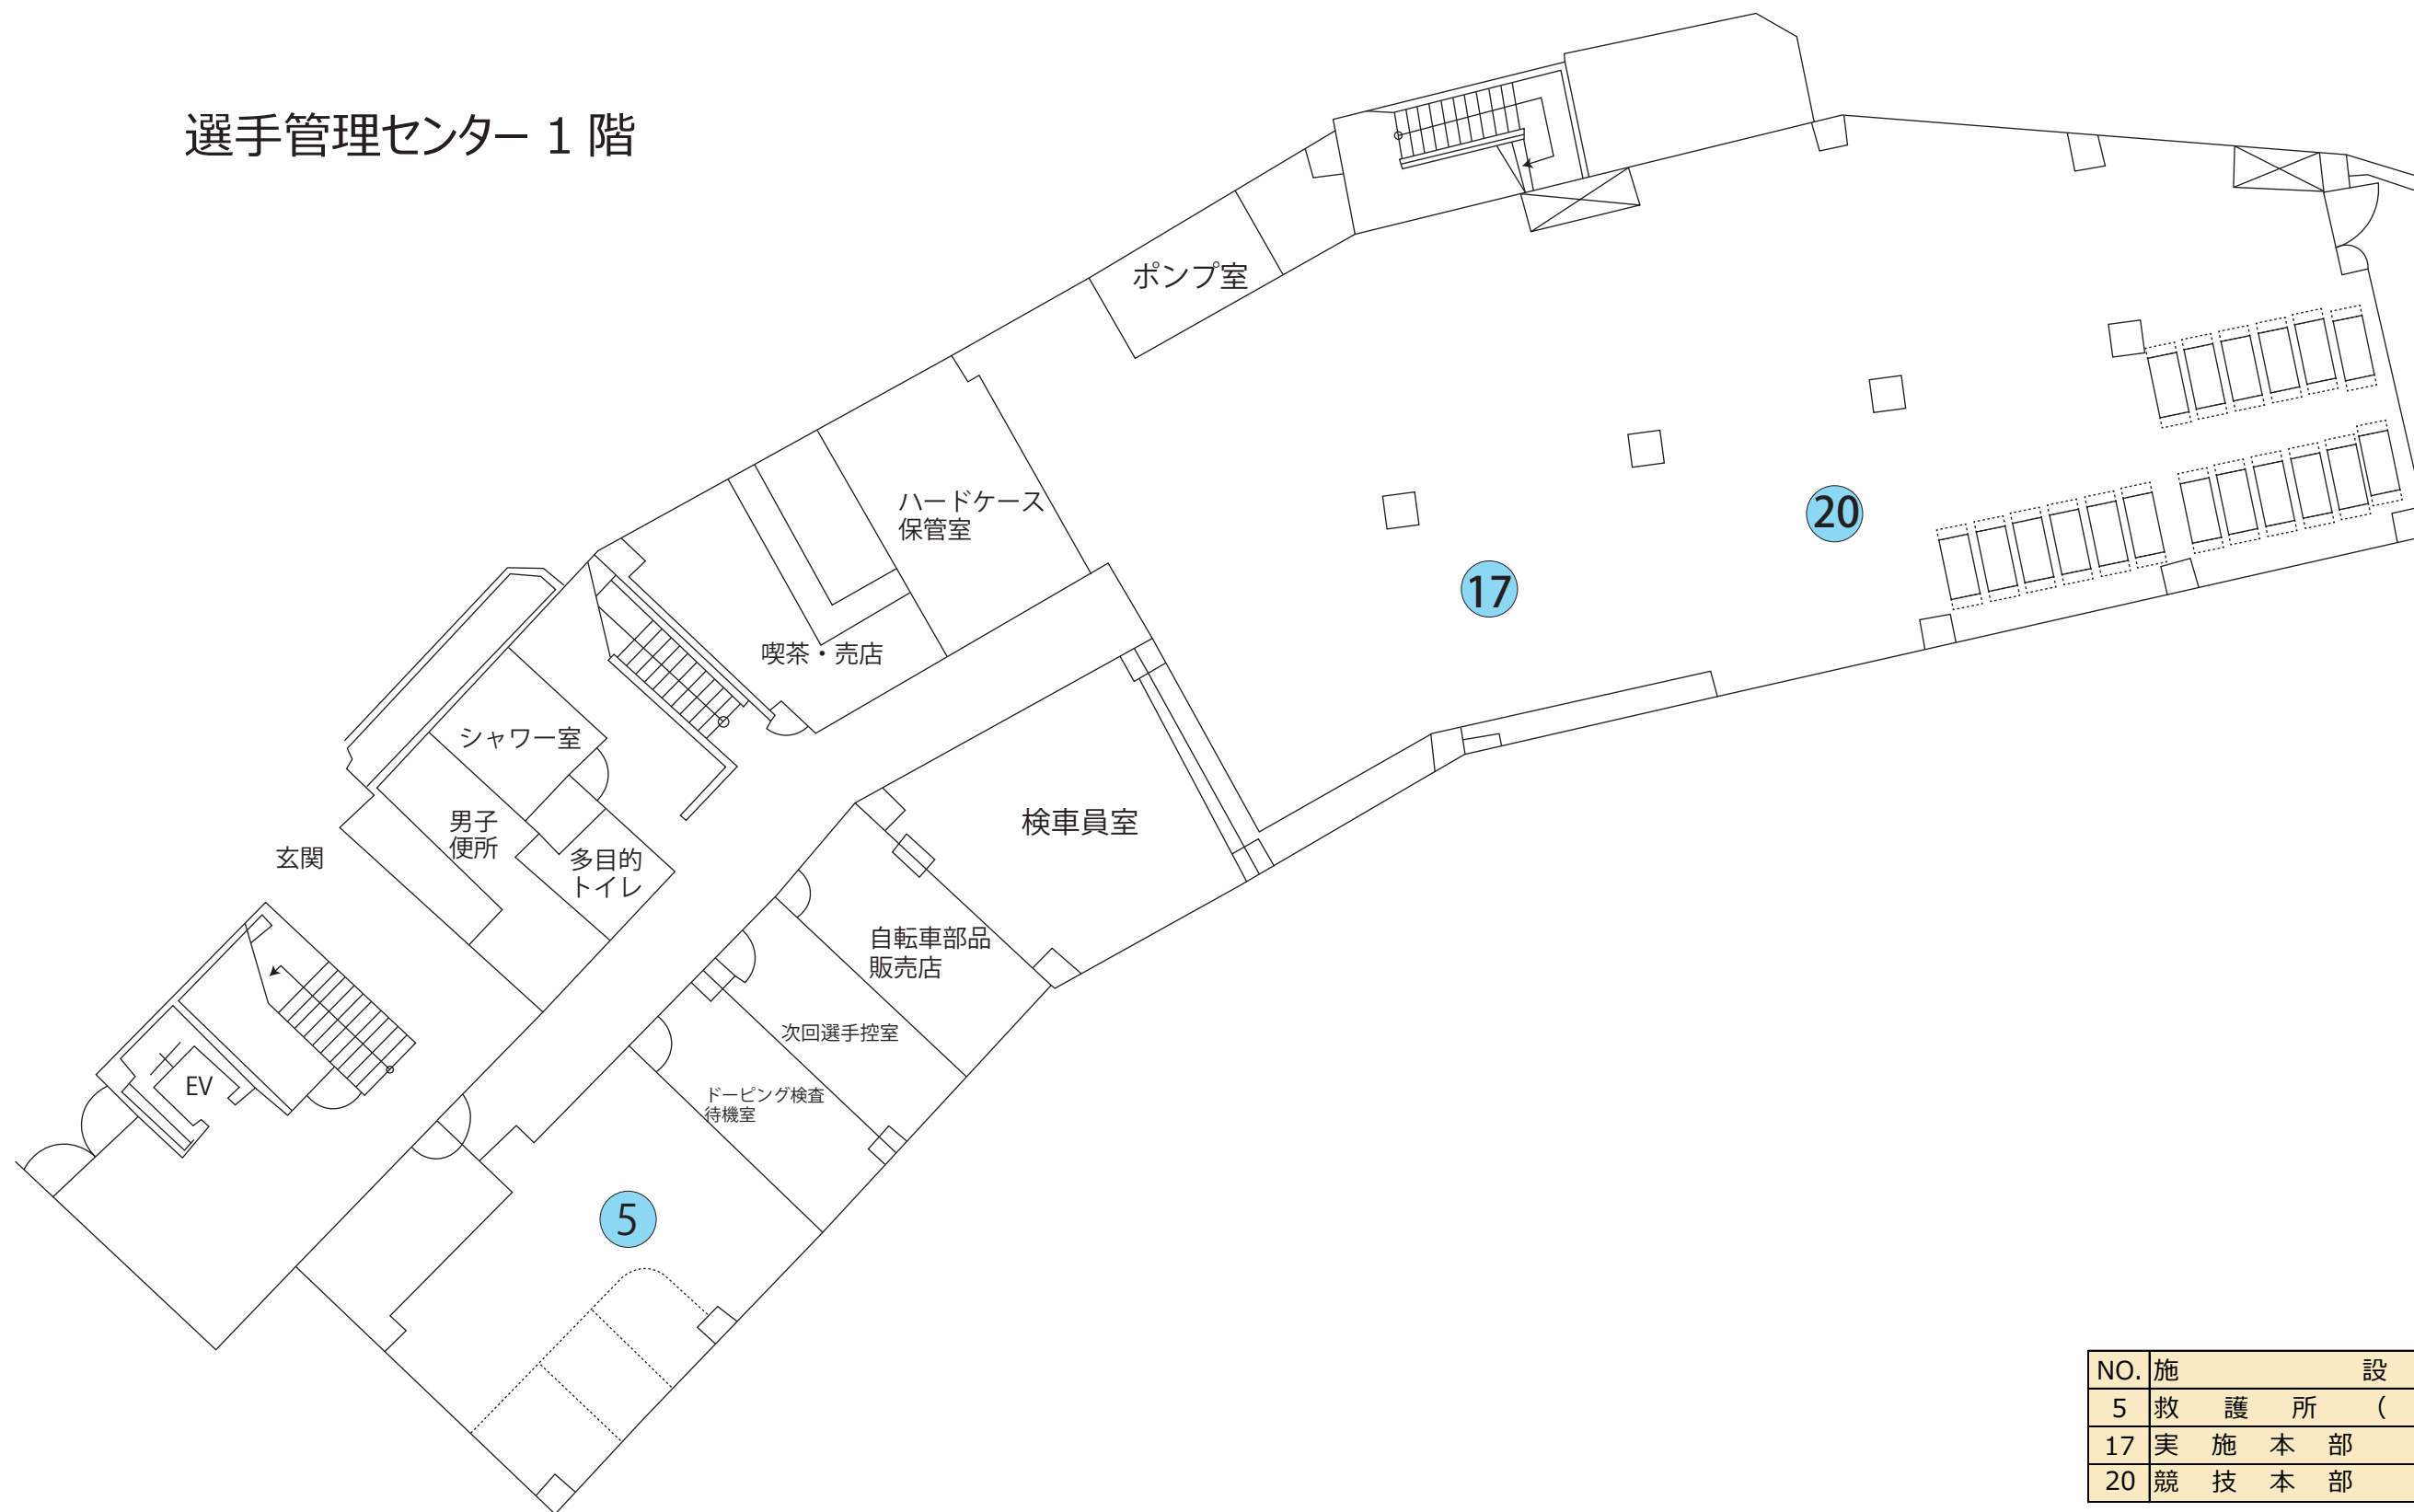 選手管理センター 1 階
ポンプ室
ハードケース
保管室
20
17
喫茶・売店
シャワー室
男子
便所
検車員室
玄関
多目的
トイレ
自転車部品
販売店
次回選手控室
EV
ドーピング検査
待機室
5
NO. 施 設
5 救 護 所 (
17 実 施 本 部
20 競 技 本 部